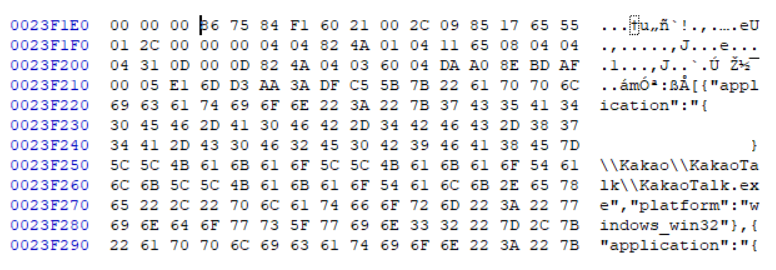 0023F1E0 00 00 00 86 75 84 F1 60 21 00 2C 09 85 17 65 55 ...†u„ñ`!.,.….eU
0023F1F0 01 2C 00 00 00 04 04 82 4A 01 04 11 65 08 04 04 .,.....‚J...e...
0023F200 04 31 0D 00 0D 82 4A 04 03 60 04 DA A0 8E BD AF .1...‚J..`.Ú Ž½¯
0023F210 00 05 E1 6D D3 AA 3A DF C5 5B 7B 22 61 70 70 6C ..ámÓª:ßÅ[{"appl
0023F220 69 63 61 74 69 6F 6E 22 3A 22 7B 37 43 35 41 34 ication":"{
0023F230 30 45 46 2D 41 30 46 42 2D 34 42 46 43 2D 38 37
0023F240 34 41 2D 43 30 46 32 45 30 42 39 46 41 38 45 7D }
0023F250 5C 5C 4B 61 6B 61 6F 5C 5C 4B 61 6B 61 6F 54 61 \\Kakao\\KakaoTa
0023F260 6C 6B 5C 5C 4B 61 6B 61 6F 54 61 6C 6B 2E 65 78 lk\\KakaoTalk.ex
0023F270 65 22 2C 22 70 6C 61 74 66 6F 72 6D 22 3A 22 77 e","platform":"w
0023F280 69 6E 64 6F 77 73 5F 77 69 6E 33 32 22 7D 2C 7B indows_win32"},{
0023F290 22 61 70 70 6C 69 63 61 74 69 6F 6E 22 3A 22 7B "application":"{